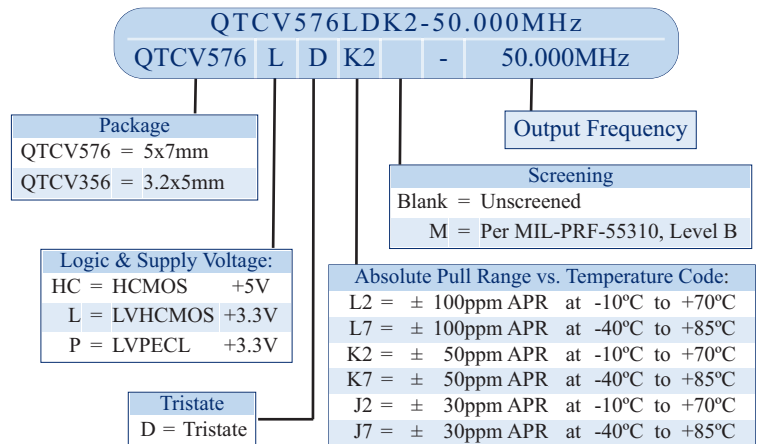 QTCV576LDK2-50.000MHz
QTCV576 L D K2 - 50.000MHz
Package
QTCV576 = 5x7mm
QTCV356 = 3.2x5mm
Output Frequency
Screening
Blank = Unscreened
M = Per MIL-PRF-55310, Level B
Logic & Supply Voltage:
HC = HCMOS +5V
L = LVHCMOS +3.3V
P = LVPECL +3.3V
Absolute Pull Range vs. Temperature Code:
L2 = ± 100ppm APR at -10ºC to +70ºC
L7 = ± 100ppm APR at -40ºC to +85ºC
K2 = ± 50ppm APR at -10ºC to +70ºC
K7 = ± 50ppm APR at -40ºC to +85ºC
J2 = ± 30ppm APR at -10ºC to +70ºC
J7 = ± 30ppm APR at -40ºC to +85ºC
Tristate
D = Tristate